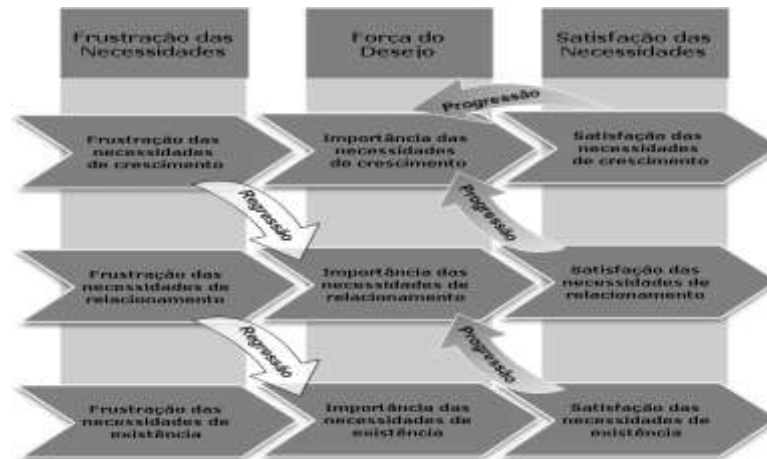 Frustração das
Necessidades
Força do
Desejo
Satisfação das
Necessidades
Progressão
Frustração das
necessidades
de crescimento
Importância das
necessidades
do crescimento
Satisfação das
necessidades
de crescimento
Regressão
Progressão
Frustração das
necessidades de
relacionamento
Importância das
necessidades de
relacionamento
Satisfação das
necessidades de
relacionamento
Regressão
Progressão
Frustração das
necessidades de
existência
Importância das
necessidades de
existência
Satisfação das
necessidades de
existência